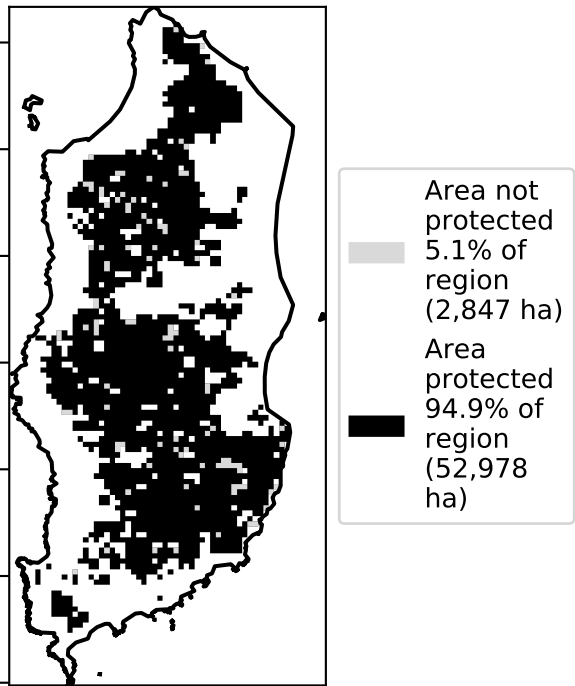 Area not
protected
5.1% of
region
(2,847 ha)
Area
protected
94.9% of
region
(52,978
ha)